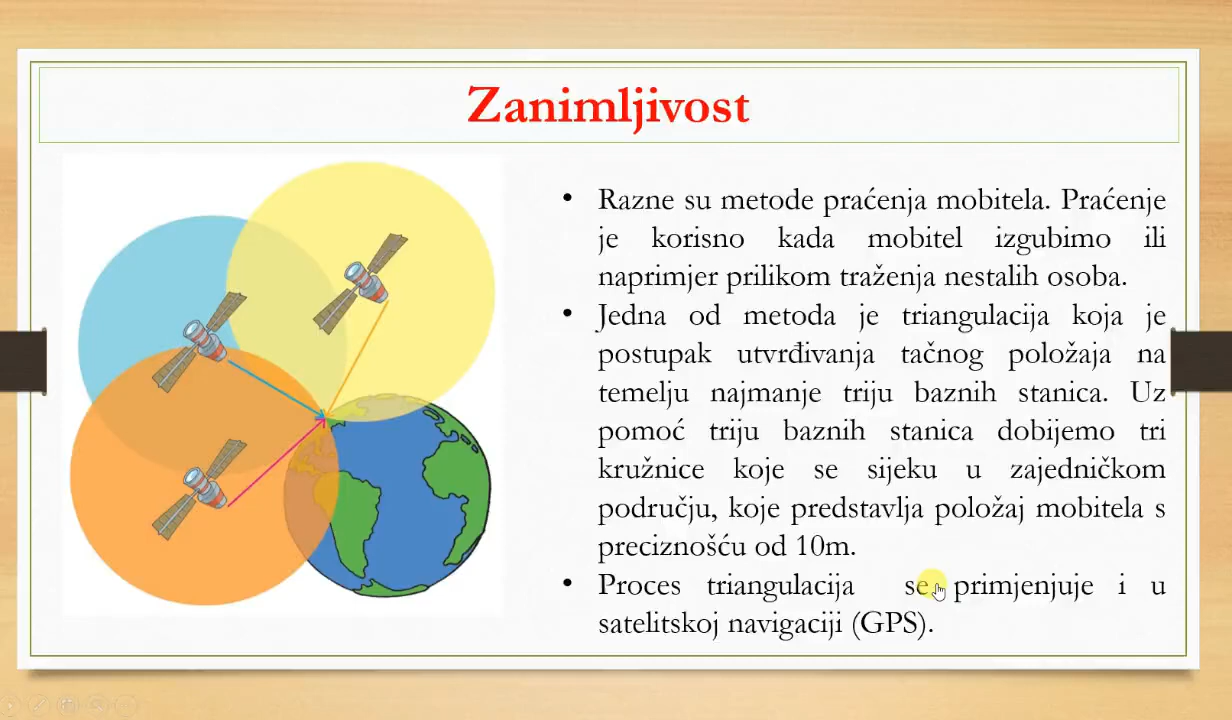 Zanimljivost
• Razne su metode praćenja mobitela. Praćenje
je korisno kada mobitel izgubimo ili
naprimjer prilikom traženja nestalih osoba.
• Jedna od metoda je triangulacija koja je
postupak utvrđivanja tačnog položaja na
temelju najmanje triju baznih stanica. Uz
pomoć triju baznih stanica dobijemo tri
kružnice koje se sijeku u zajedničkom
području, koje predstavlja položaj mobitela s
preciznošću od 10m.
• Proces triangulacija se primjenjuje i u
satelitskoj navigaciji (GPS).